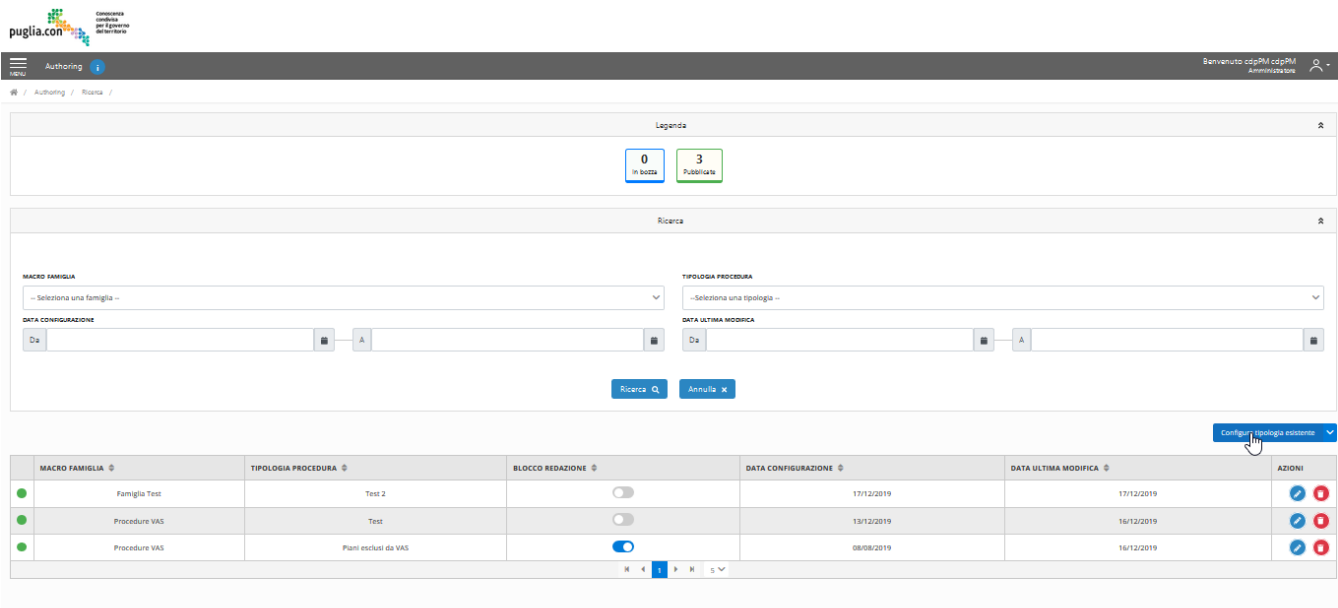 puglia.con
Conoscenza
condivisa
per il governo
del territorio
MENU
Authoring i
Benvenuto cdpPM cdpPM
Amministratore
/ Authoring / Ricerca /
Legenda
0
In bozza
3
Pubblicate
Ricerca
MACRO FAMIGLIA
TIPOLOGIA PROCEDURA
-- Seleziona una famiglia --
--Seleziona una tipologia --
DATA CONFIGURAZIONE
DATA ULTIMA MODIFICA
Da A
Da A
Ricerca
Annulla
Configura tipologia esistente
MACRO FAMIGLIA TIPOLOGIA PROCEDURA BLOCCO REDAZIONE DATA CONFIGURAZIONE DATA ULTIMA MODIFICA AZIONI
Famiglia Test Test 2 17/12/2019 17/12/2019
Procedure VAS Test 13/12/2019 16/12/2019
Procedure VAS Piani esclusi da VAS 08/08/2019 16/12/2019
1 5